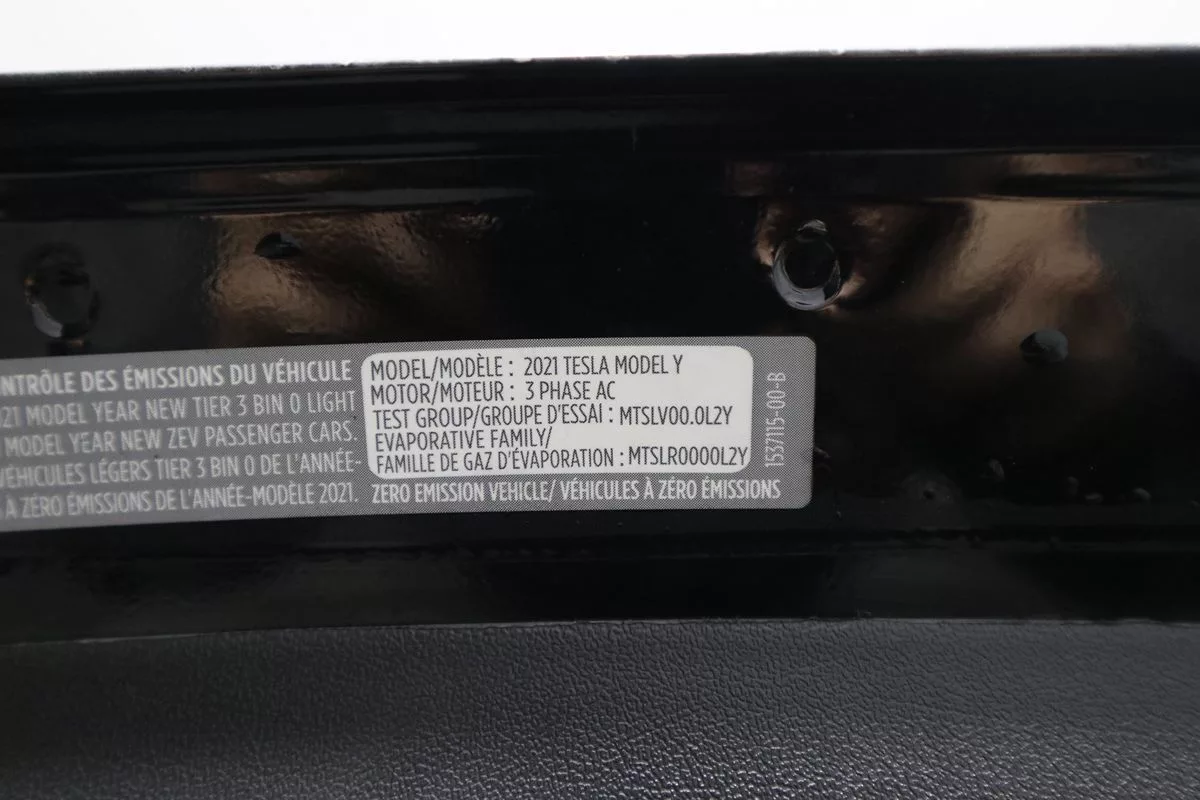 NTRÔLE DES ÉMISSIONS DU VÉHICULE
21 MODEL YEAR NEW TIER 3 BIN 0 LIGHT
MODEL YEAR NEW ZEV PASSENGER CARS.
VÉHICULES LÉGERS TIER 3 BIN 0 DE L'ANNÉE-
À ZÉRO ÉMISSIONS DE L'ANNÉE-MODÈLE 2021.
MODEL/MODÈLE : 2021 TESLA MODEL Y
MOTOR/MOTEUR : 3 PHASE AC
TEST GROUP/GROUPE D'ESSAI : MTSLV00.0L2Y
EVAPORATIVE FAMILY/
FAMILLE DE GAZ D'ÉVAPORATION : MTSLR0000L2Y
ZERO EMISSION VEHICLE/ VÉHICULES À ZÉRO ÉMISSIONS
1537115-00-B